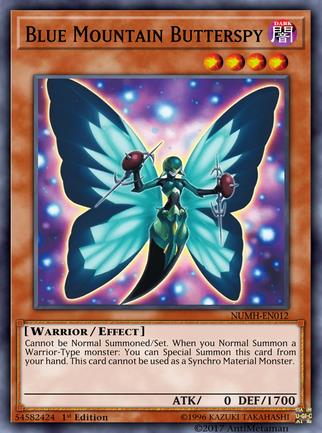 BLUE MOUNTAIN BUTTERSPY
DARK
闇
NUMH-EN012
[WARRIOR / EFFECT]
Cannot be Normal Summoned/Set. When you Normal Summon a
Warrior-Type monster: You can Special Summon this card from
your hand. This card cannot be used as a Synchro Material Monster.
ATK/ 0 DEF/1700
54582424 1st Edition ©1996 KAZUKI TAKAHASHI
©2017 AntiMetaman